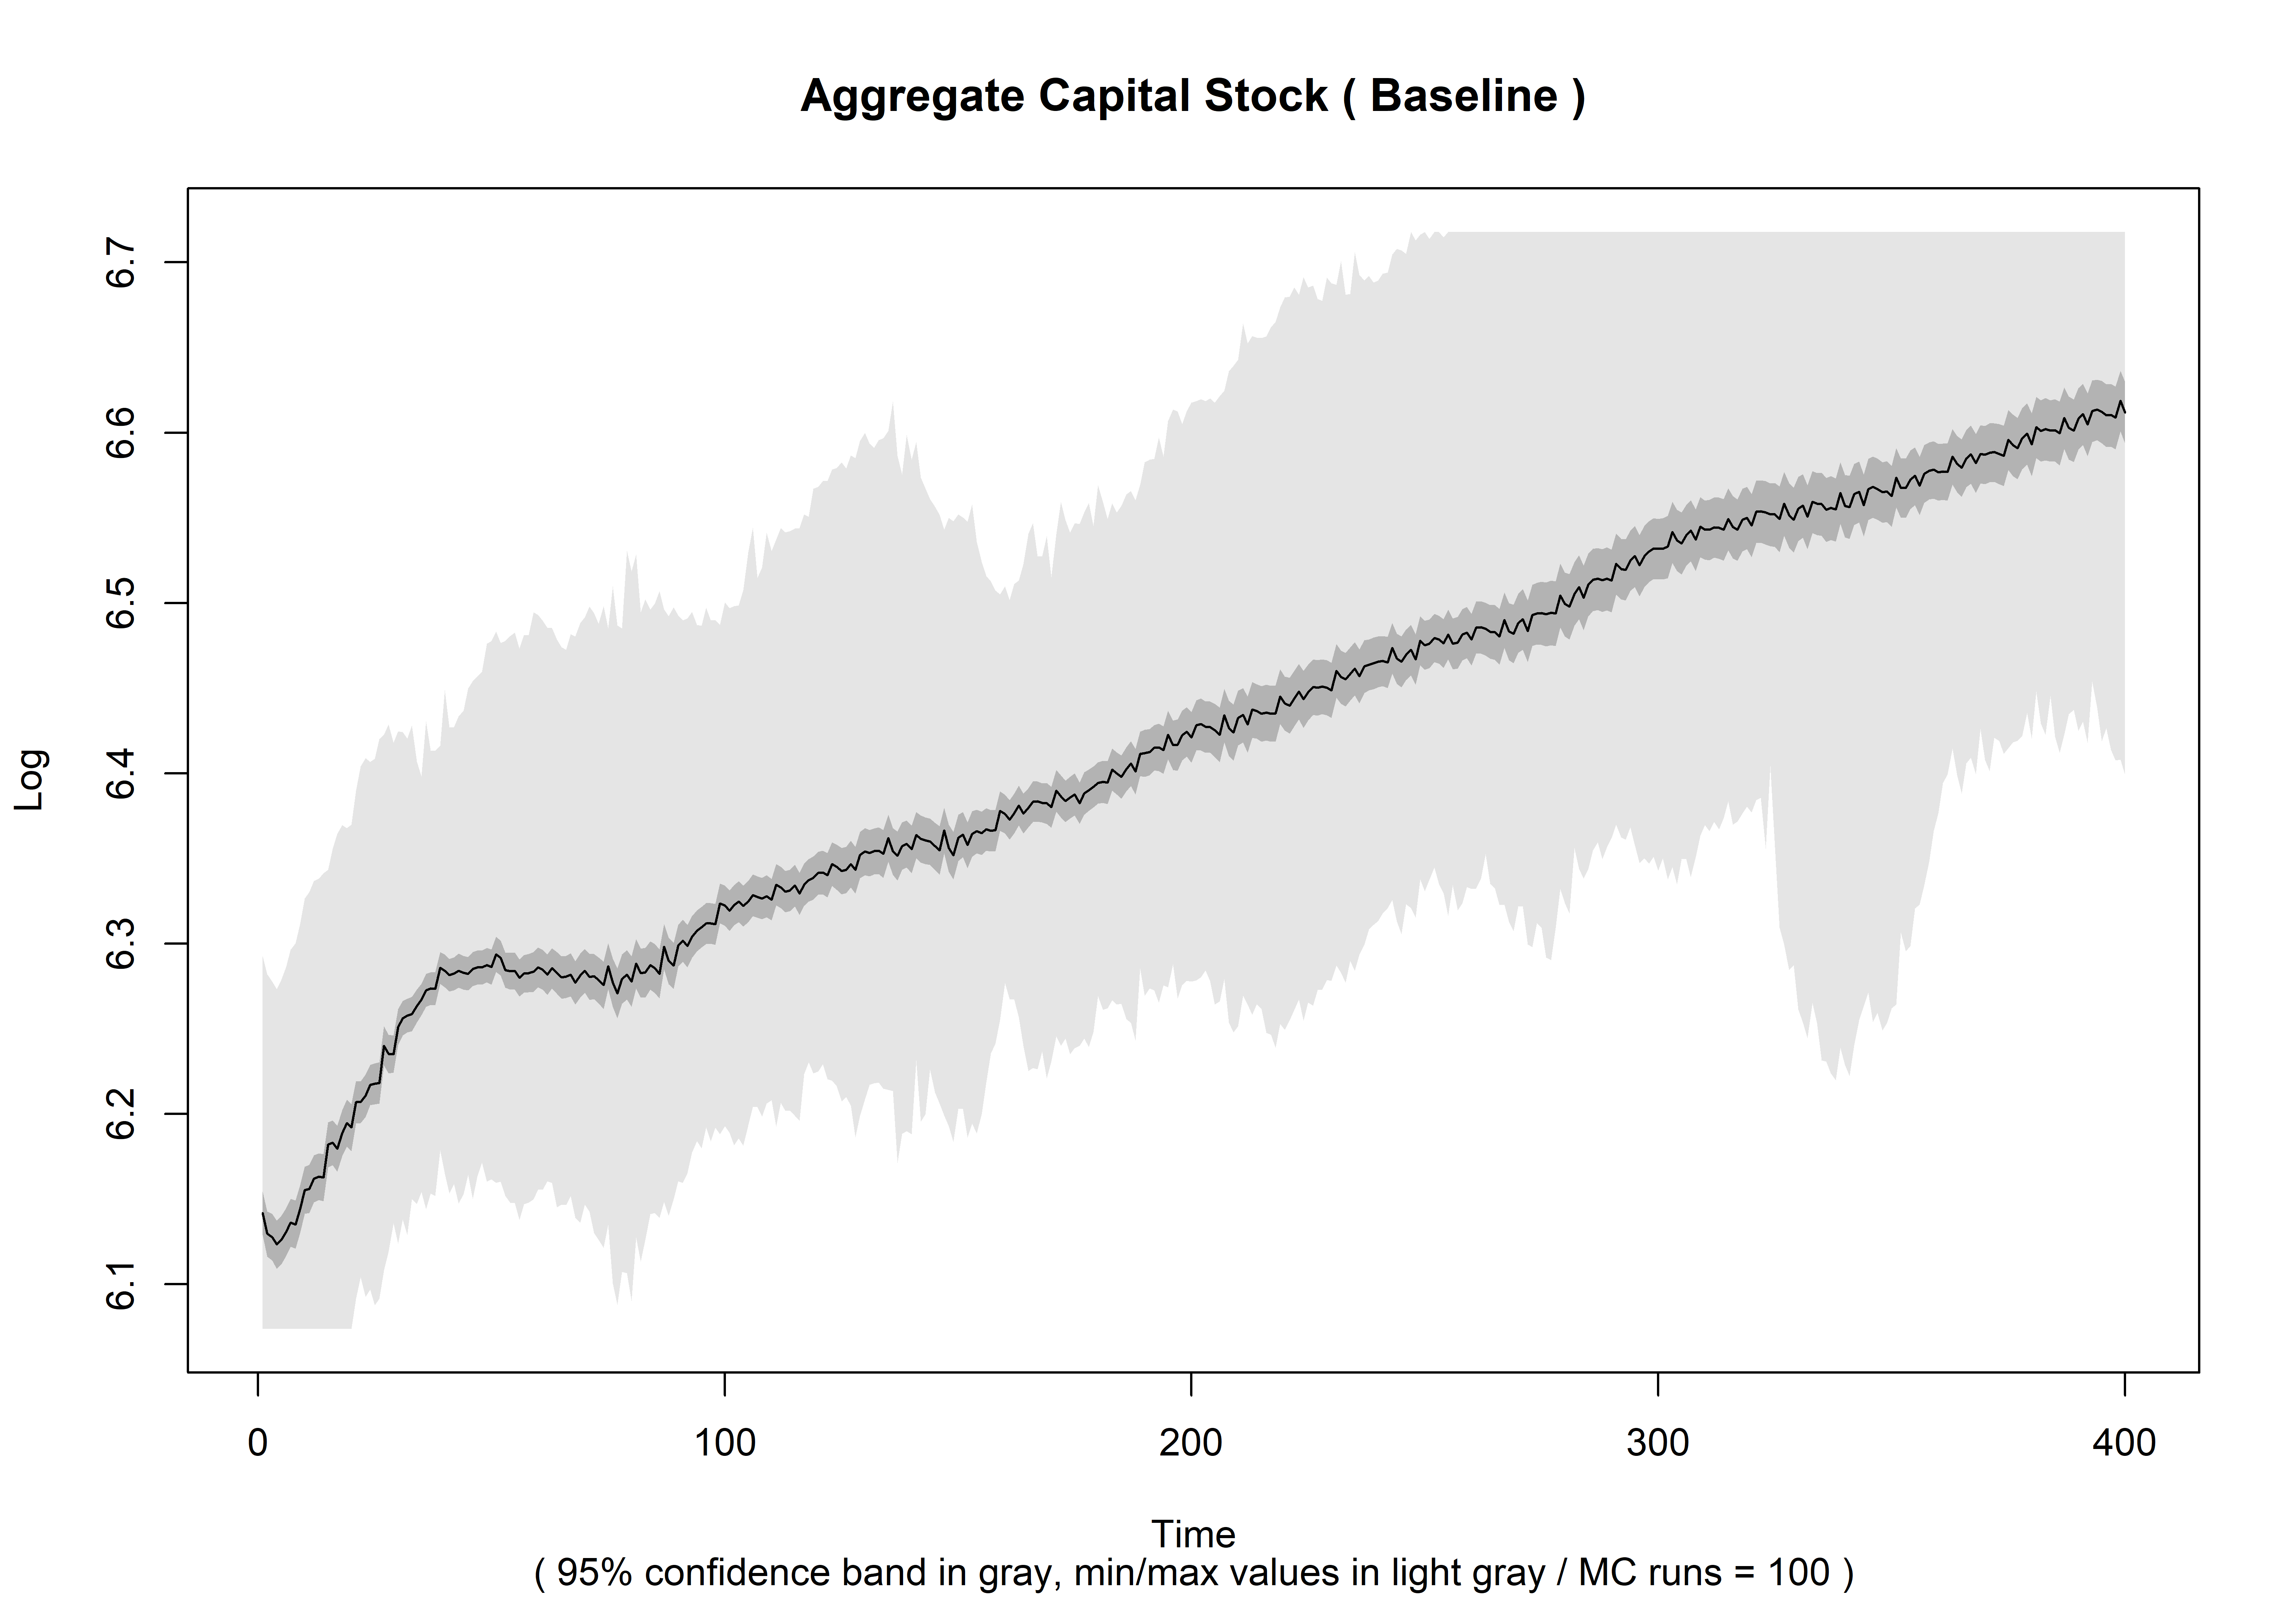 Aggregate Capital Stock ( Baseline )
6.7
6.6
6.5
6.4
6.3
6.2
6.1
Log
0 100 200 300 400
Time
( 95% confidence band in gray, min/max values in light gray / MC runs = 100 )